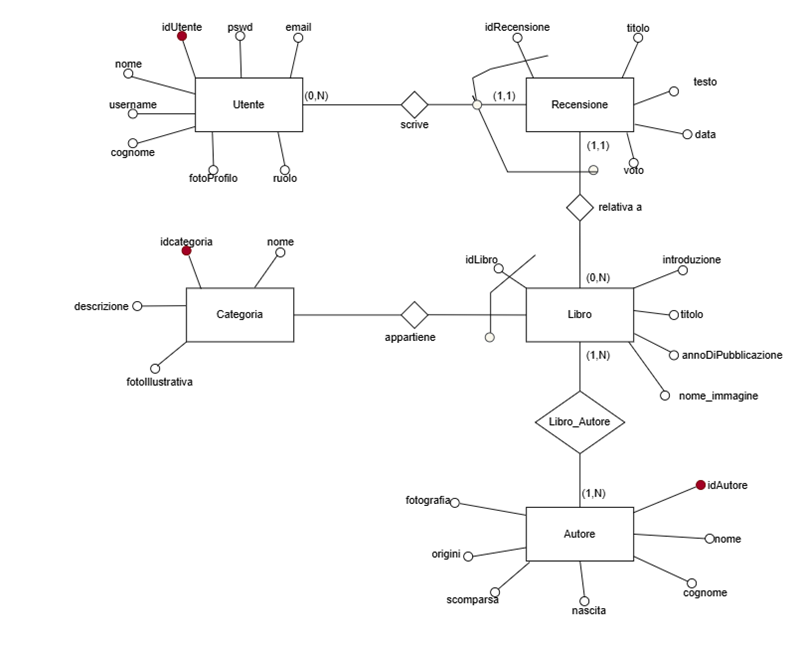 idUtente
pswd
email
nome
username
cognome
Utente
fotoProfilo
ruolo
(0,N)
scrive
(1,1)
idRecensione
titolo
testo
Recensione
data
voto
(1,1)
relativa a
(0,N)
idcategoria
nome
descrizione
Categoria
fotoIllustrativa
appartiene
idLibro
introduzione
Libro
titolo
annoDiPubblicazione
nome_immagine
(1,N)
Libro_Autore
(1,N)
fotografia
idAutore
Autore
nome
origini
cognome
scomparsa
nascita